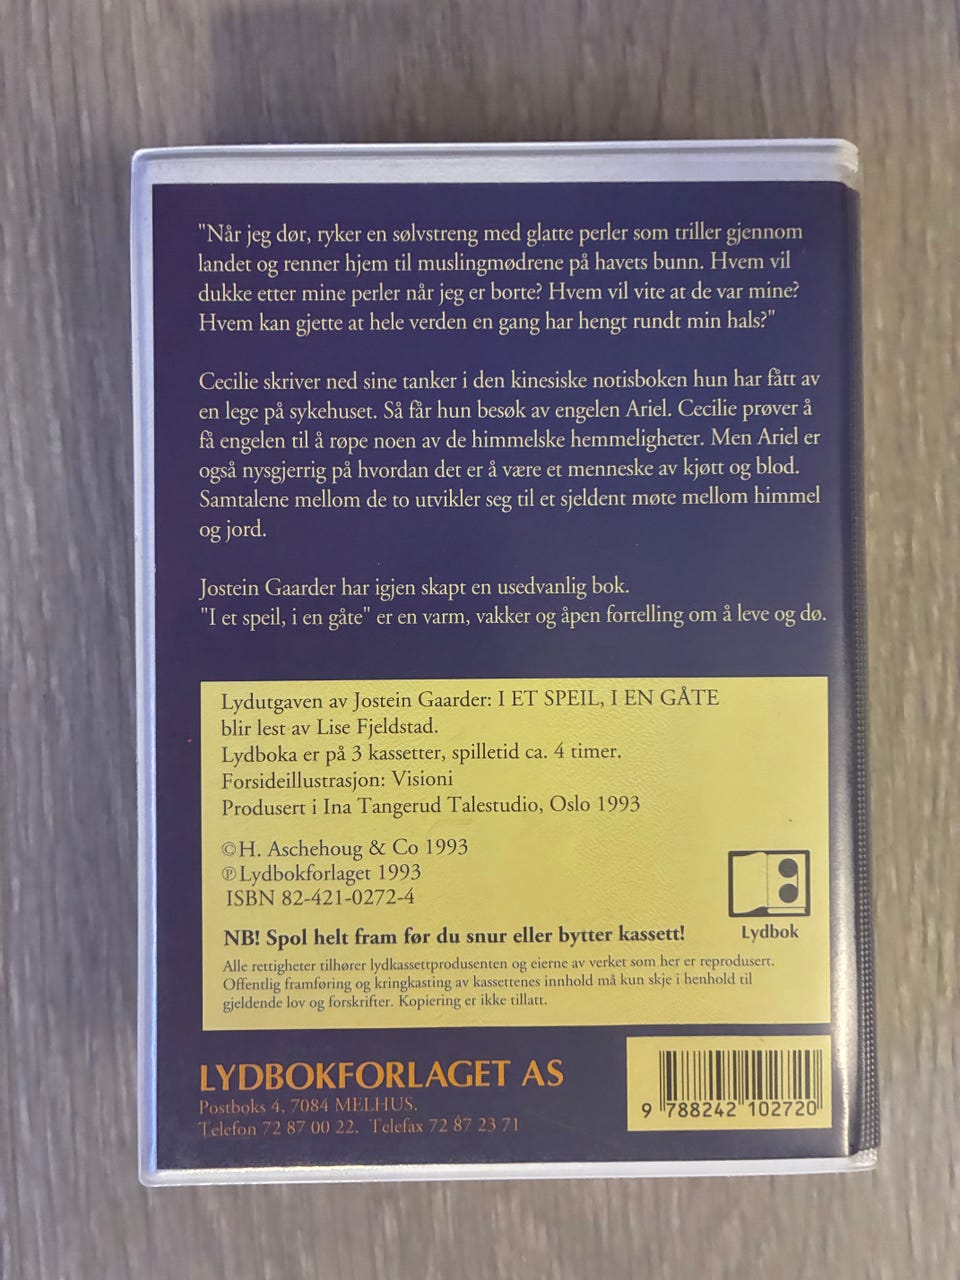 "Når jeg dør, ryker en sølvstreng med glatte perler som triller gjennom
landet og renner hjem til muslingmødrene på havets bunn. Hvem vil
dukke etter mine perler når jeg er borte? Hvem vil vite at de var mine?
Hvem kan gjette at hele verden en gang har hengt rundt min hals?"
Cecilie skriver ned sine tanker i den kinesiske notisboken hun har fått av
en lege på sykehuset. Så får hun besøk av engelen Ariel. Cecilie prøver å
få engelen til å røpe noen av de himmelske hemmeligheter. Men Ariel er
også nysgjerrig på hvordan det er å være et menneske av kjøtt og blod.
Samtalene mellom de to utvikler seg til et sjeldent møte mellom himmel
og jord.
Jostein Gaarder har igjen skapt en usedvanlig bok.
"I et speil, i en gåte" er en varm, vakker og åpen fortelling om å leve og dø.
Lydutgaven av Jostein Gaarder: I ET SPEIL, I EN GÅTE
blir lest av Lise Fjeldstad.
Lydboka er på 3 kassetter, spilletid ca. 4 timer.
Forsideillustrasjon: Visioni
Produsert i Ina Tangerud Talestudio, Oslo 1993
©H. Aschehoug & Co 1993
℗Lydbokforlaget 1993
ISBN 82-421-0272-4
Lydbok
NB! Spol helt fram før du snur eller bytter kassett!
Alle rettigheter tilhører lydkassettprodusenten og eierne av verket som her er reprodusert.
Offentlig framføring og kringkasting av kassettenes innhold må kun skje i henhold til
gjeldende lov og forskrifter. Kopiering er ikke tillatt.
LYDBOKFORLAGET AS
Postboks 4, 7084 MELHUS.
Telefon 72 87 00 22. Telefax 72 87 23 71
9 788242 102720